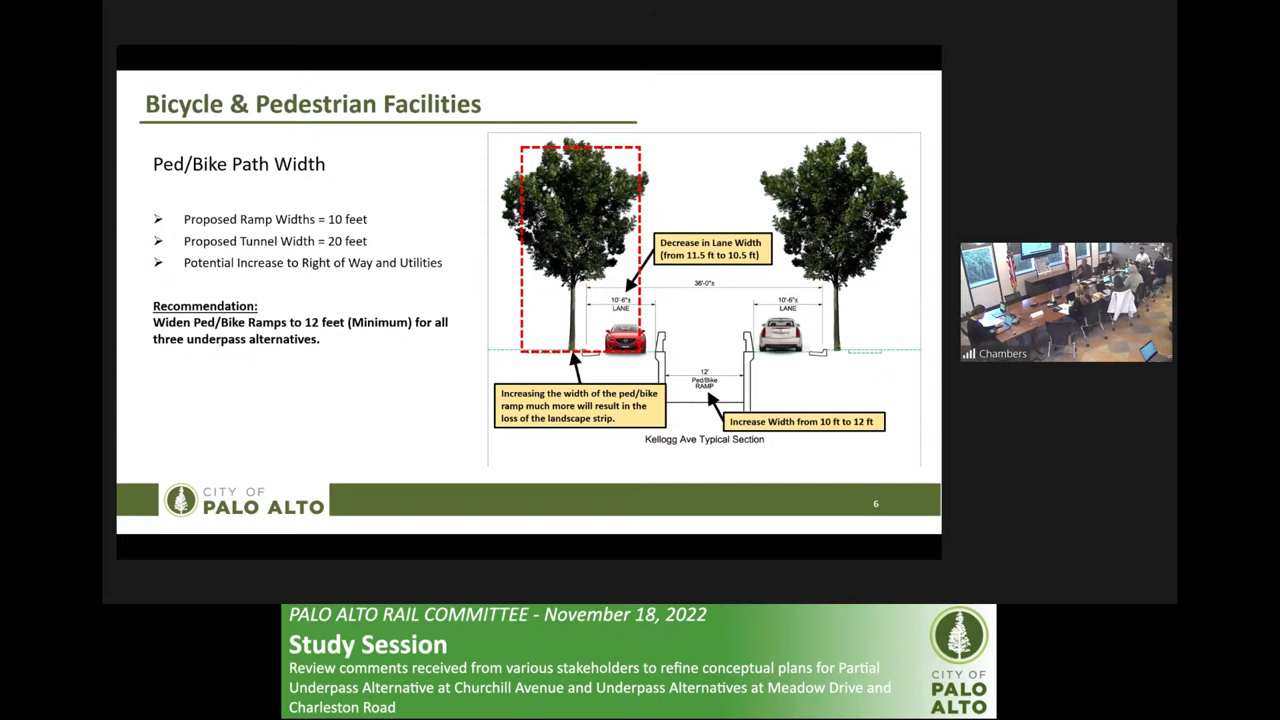 Bicycle & Pedestrian Facilities
Ped/Bike Path Width
➢ Proposed Ramp Widths = 10 feet
➢ Proposed Tunnel Width = 20 feet
➢ Potential Increase to Right of Way and Utilities
Recommendation:
Widen Ped/Bike Ramps to 12 feet (Minimum) for all
three underpass alternatives.
Decrease in Lane Width
(from 11.5 ft to 10.5 ft)
36'-0"±
10'-6"±
LANE
10'-6"±
LANE
12'
Ped/Bike
RAMP
Increasing the width of the ped/bike
ramp much more will result in the
loss of the landscape strip.
Increase Width from 10 ft to 12 ft
Kellogg Ave Typical Section
CITY OF
PALO ALTO
6
Chambers
PALO ALTO RAIL COMMITTEE - November 18, 2022
Study Session
Review comments received from various stakeholders to refine conceptual plans for Partial
Underpass Alternative at Churchill Avenue and Underpass Alternatives at Meadow Drive and
Charleston Road
CITY OF
PALO
ALTO